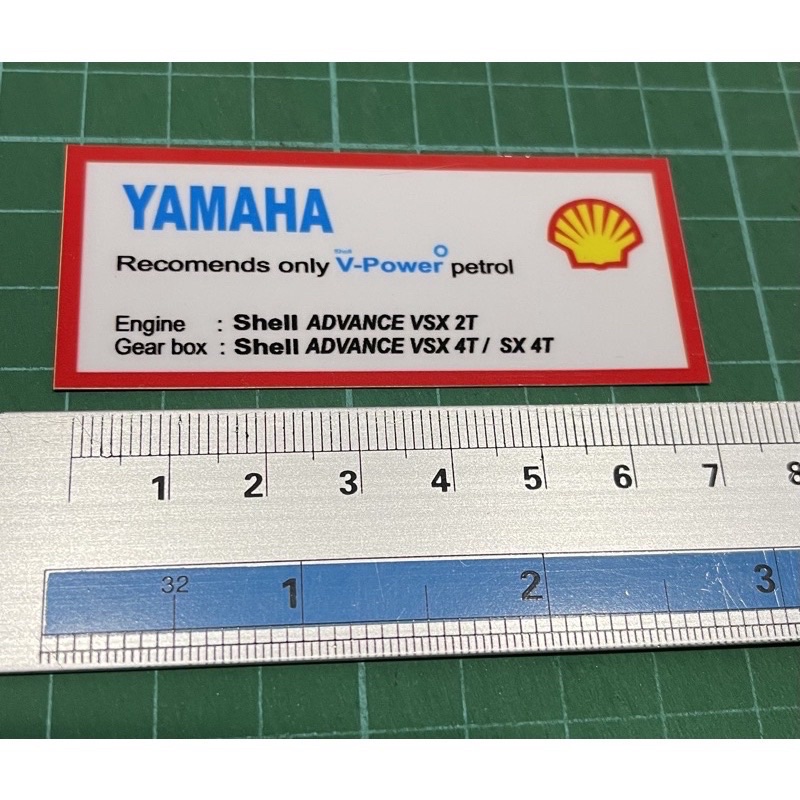 YAMAHA
Recomends only Shell V-Power petrol
Engine : Shell ADVANCE VSX 2T
Gear box : Shell ADVANCE VSX 4T / SX 4T
1 2 3 4 5 6 7 8
32 1 2 3